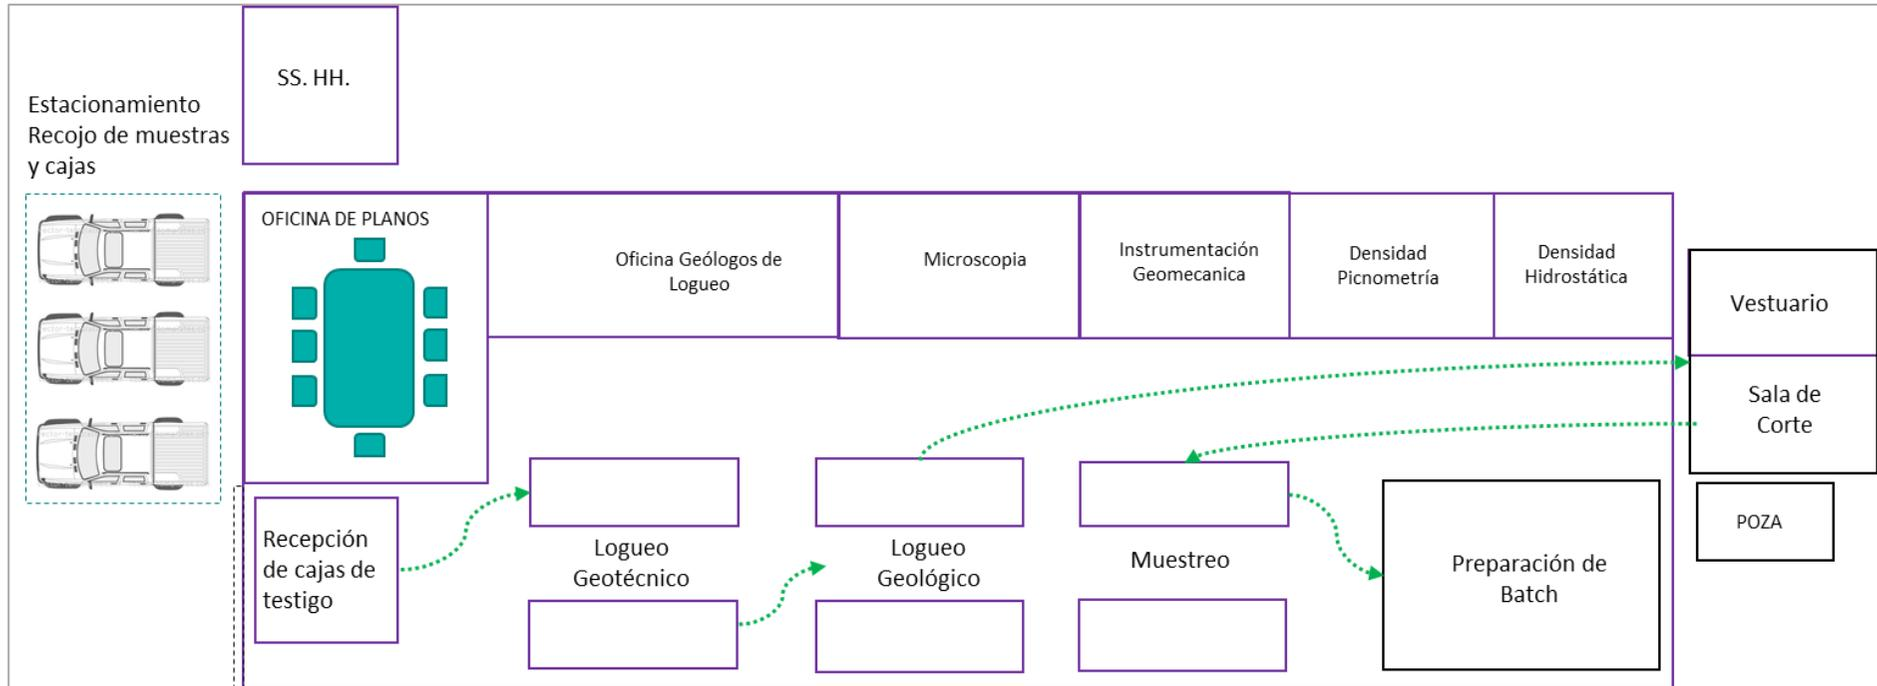 SS. HH.
Estacionamiento
Recojo de muestras
y cajas
OFICINA DE PLANOS
Oficina Geólogos de
Logueo
Microscopia
Instrumentación
Geomecanica
Densidad
Picnometría
Densidad
Hidrostática
Vestuario
Sala de
Corte
POZA
Recepción
de cajas de
testigo
Logueo
Geotécnico
Logueo
Geológico
Muestreo
Preparación de
Batch